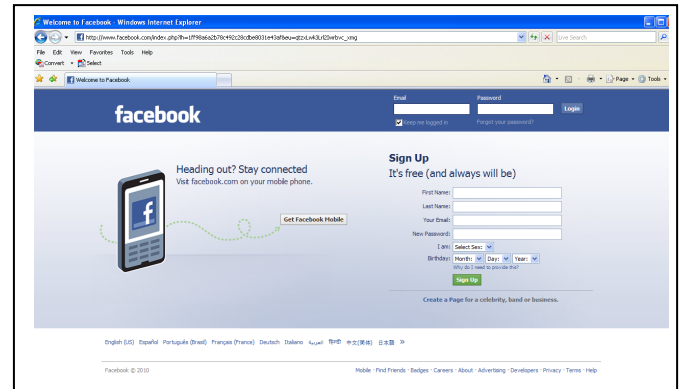 Welcome to Facebook - Windows Internet Explorer
Live Search
File Edit View Favorites Tools Help
Convert Select
Welcome to Facebook
Page Tools
Email Password
facebook
Login
Keep me logged in Forgot your password?
Heading out? Stay connected
Visit facebook.com on your mobile phone.
Get Facebook Mobile
Sign Up
It's free (and always will be)
First Name:
Last Name:
Your Email:
New Password:
I am: Select Sex:
Birthday: Month: Day: Year:
Why do I need to provide this?
Sign Up
Create a Page for a celebrity, band or business.
English (US) Español Português (Brasil) Français (France) Deutsch Italiano العربية हिन्दी 中文(简体) 日本語 »
Facebook © 2010
Mobile · Find Friends · Badges · Careers · About · Advertising · Developers · Privacy · Terms · Help